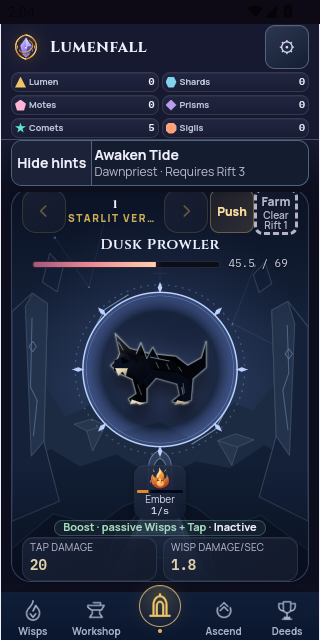 2:04
LUMENFALL
Lumen 0
Shards 0
Motes 0
Prisms 0
Comets 5
Sigils 0
Hide hints
Awaken Tide
Dawnpriest · Requires Rift 3
1
STARLIT VER…
Push
Farm
Clear
Rift 1
DUSK PROWLER
45.5 / 69
Ember
1/s
Boost · passive Wisps + Tap · Inactive
TAP DAMAGE
20
WISP DAMAGE/SEC
1.8
Wisps
Workshop
Ascend
Deeds